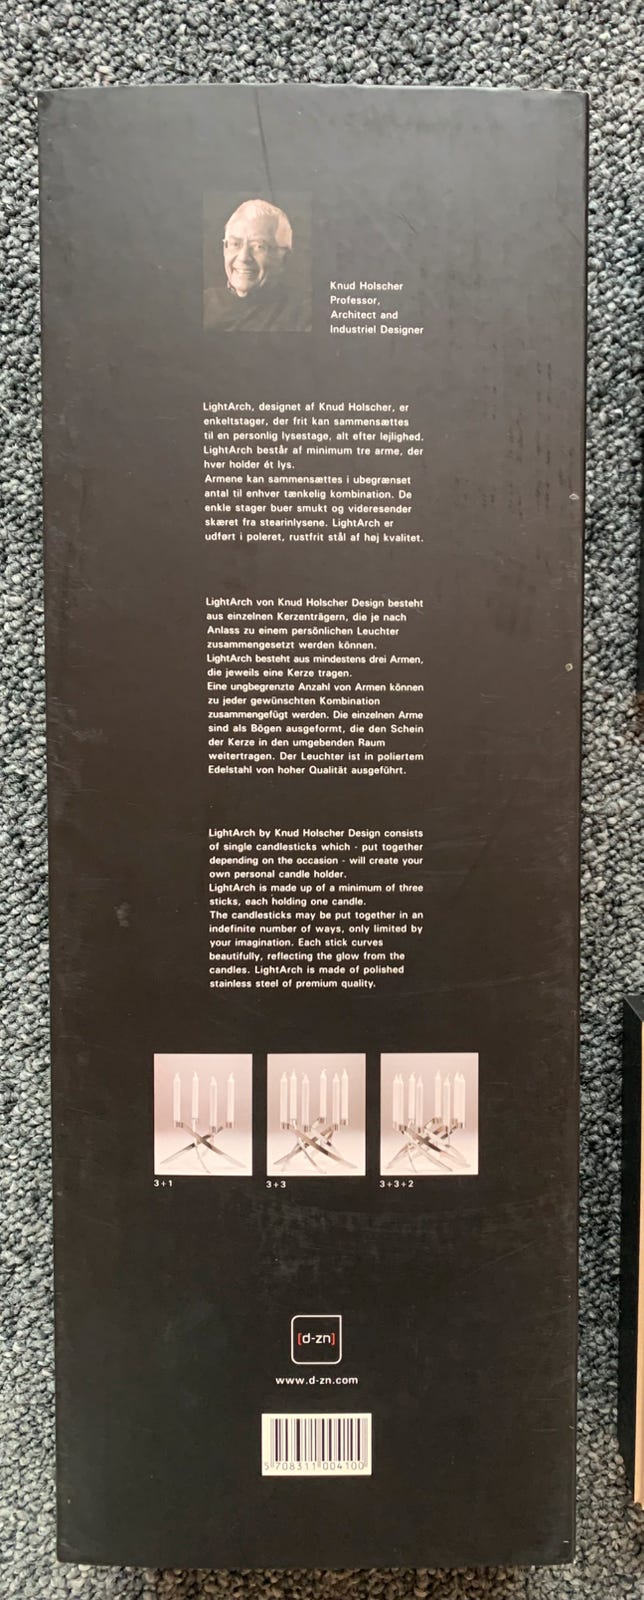 Knud Holscher
Professor,
Architect and
Industriel Designer
LightArch, designet af Knud Holscher, er
enkeltstager, der frit kan sammensættes
til en personlig lysestage, alt efter lejlighed.
LightArch består af minimum tre arme, der
hver holder ét lys.
Armene kan sammensættes i ubegrænset
antal til enhver tænkelig kombination. De
enkle stager buer smukt og videresender
skæret fra stearinlysene. LightArch er
udført i poleret, rustfrit stål af høj kvalitet.
LightArch von Knud Holscher Design besteht
aus einzelnen Kerzenträgern, die je nach
Anlass zu einem persönlichen Leuchter
zusammengesetzt werden können.
LightArch besteht aus mindestens drei Armen,
die jeweils eine Kerze tragen.
Eine ungbegrenzte Anzahl von Armen können
zu jeder gewünschten Kombination
zusammengefügt werden. Die einzelnen Arme
sind als Bögen ausgeformt, die den Schein
der Kerze in den umgebenden Raum
weitertragen. Der Leuchter ist in poliertem
Edelstahl von hoher Qualität ausgeführt.
LightArch by Knud Holscher Design consists
of single candlesticks which - put together
depending on the occasion - will create your
own personal candle holder.
LightArch is made up of a minimum of three
sticks, each holding one candle.
The candlesticks may be put together in an
indefinite number of ways, only limited by
your imagination. Each stick curves
beautifully, reflecting the glow from the
candles. LightArch is made of polished
stainless steel of premium quality.
3+1 3+3 3+3+2
[d-zn]
www.d-zn.com
5 708311 004100